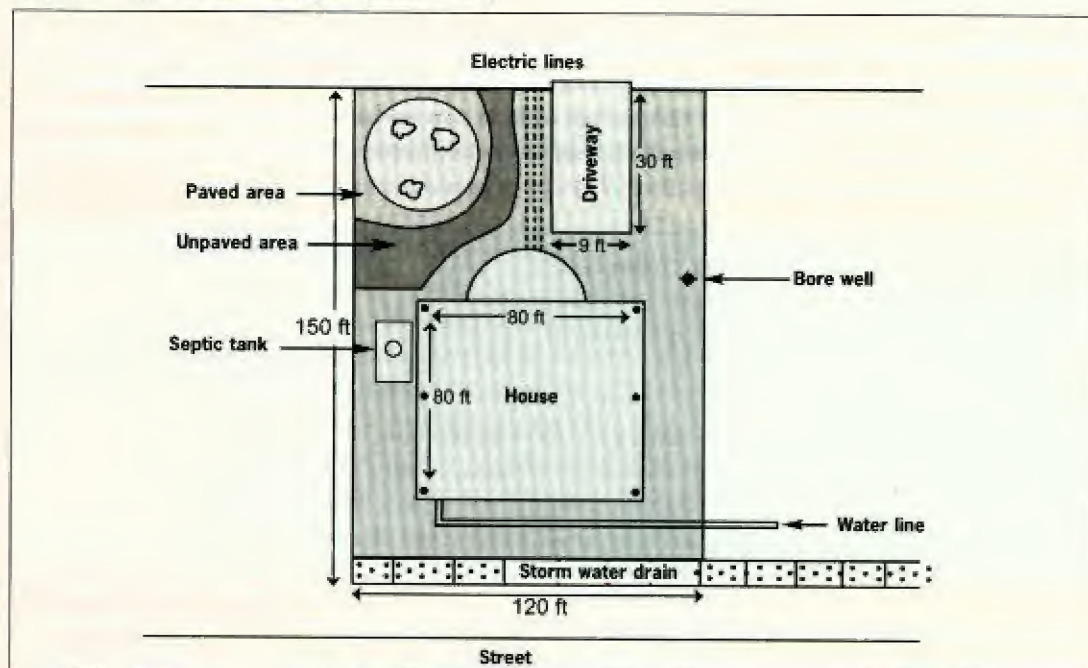 Electric lines
Driveway
30 ft
Paved area
Unpaved area
9 ft
Bore well
80 ft
150 ft
Septic tank
80 ft
House
Water line
Storm water drain
120 ft
Street